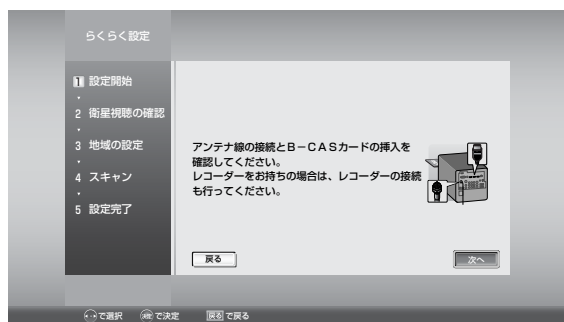 らくらく設定
1 設定開始
2 衛星視聴の確認
3 地域の設定
4 スキャン
5 設定完了
アンテナ線の接続とB-CASカードの挿入を
確認してください。
レコーダーをお持ちの場合は、レコーダーの接続
も行ってください。
戻る
次へ
で選択 決定 で決定 戻る で戻る